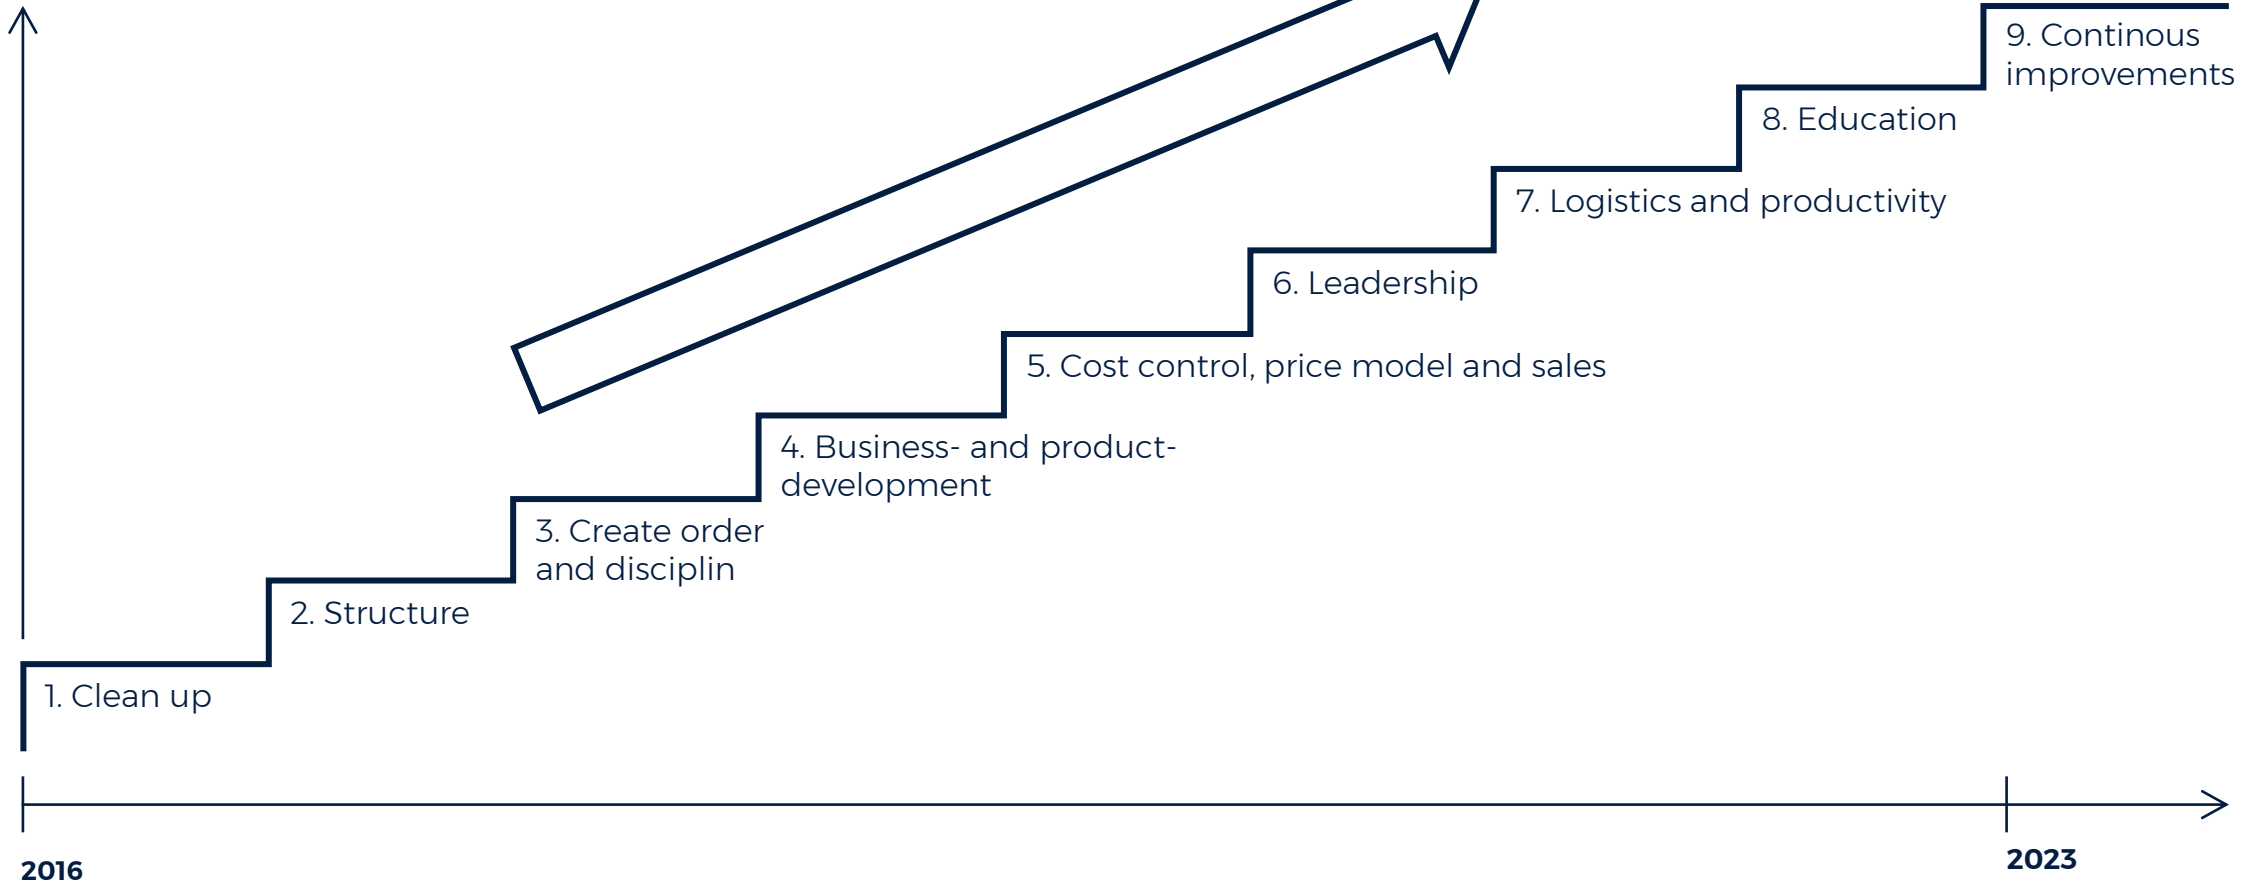 9. Continous
improvements
8. Education
7. Logistics and productivity
6. Leadership
5. Cost control, price model and sales
4. Business- and product-
development
3. Create order
and disciplin
2. Structure
1. Clean up
2016
2023